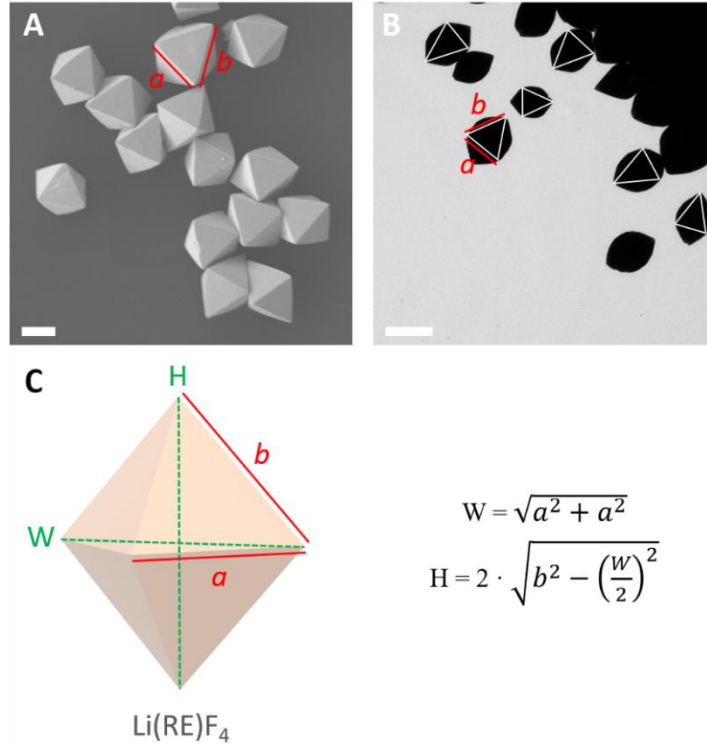 A
a
b
B
b
a
C
H
b
W
a
Li(RE)F₄
W = √(a² + a²)
H = 2 · √(b² − (W/2)²)